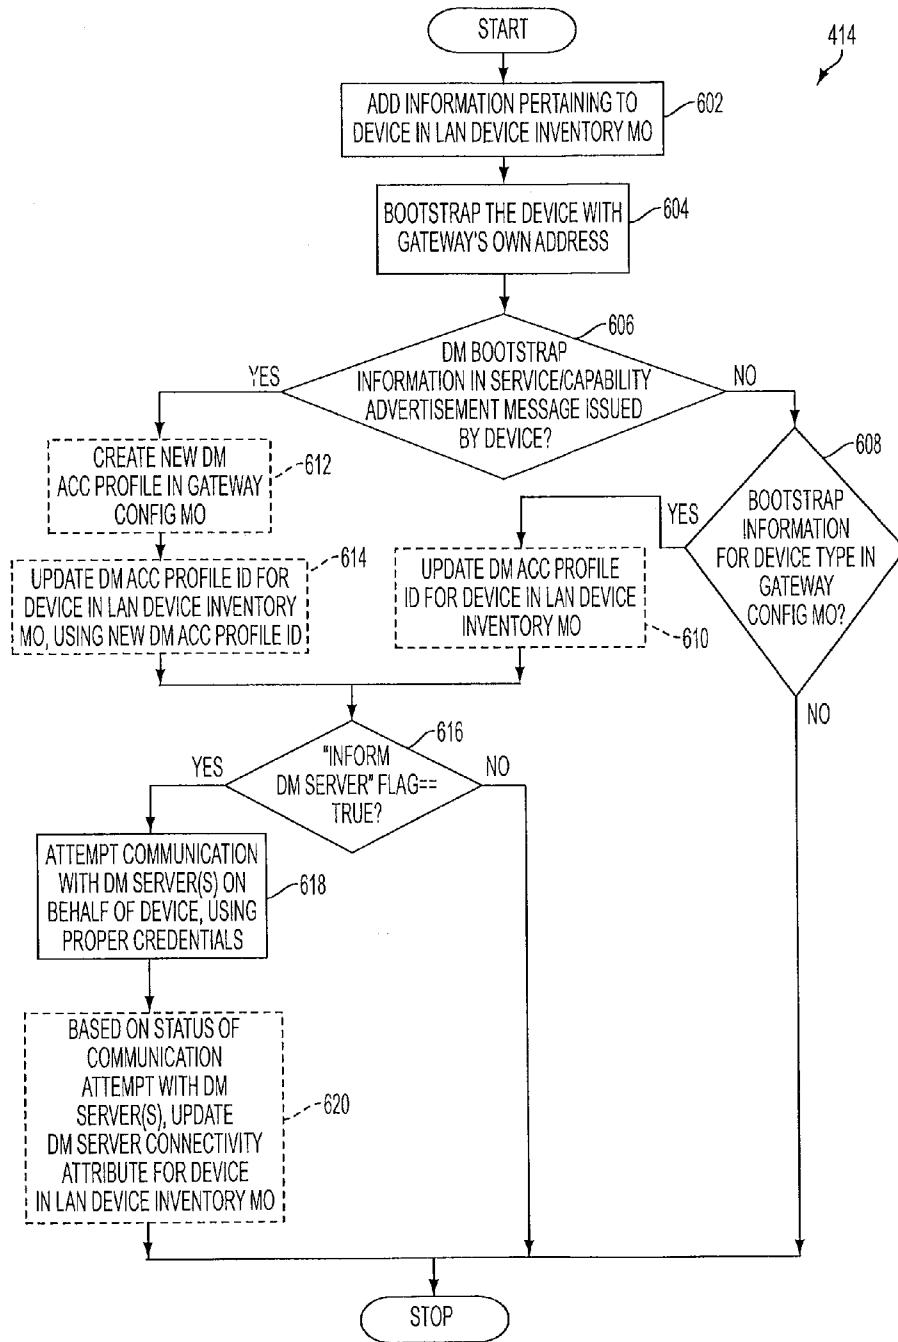 START
414
ADD INFORMATION PERTAINING TO
DEVICE IN LAN DEVICE INVENTORY MO
602
BOOTSTRAP THE DEVICE WITH
GATEWAY'S OWN ADDRESS
604
606
DM BOOTSTRAP
INFORMATION IN SERVICE/CAPABILITY
ADVERTISEMENT MESSAGE ISSUED
BY DEVICE?
YES
NO
608
BOOTSTRAP
INFORMATION
FOR DEVICE TYPE IN
GATEWAY
CONFIG MO?
YES
NO
CREATE NEW DM
ACC PROFILE IN GATEWAY
CONFIG MO
612
UPDATE DM ACC PROFILE ID FOR
DEVICE IN LAN DEVICE INVENTORY
MO, USING NEW DM ACC PROFILE ID
614
UPDATE DM ACC PROFILE
ID FOR DEVICE IN LAN DEVICE
INVENTORY MO
610
616
"INFORM
DM SERVER" FLAG==
TRUE?
YES
NO
ATTEMPT COMMUNICATION
WITH DM SERVER(S) ON
BEHALF OF DEVICE, USING
PROPER CREDENTIALS
618
BASED ON STATUS OF
COMMUNICATION
ATTEMPT WITH DM
SERVER(S), UPDATE
DM SERVER CONNECTIVITY
ATTRIBUTE FOR DEVICE
IN LAN DEVICE INVENTORY MO
620
STOP